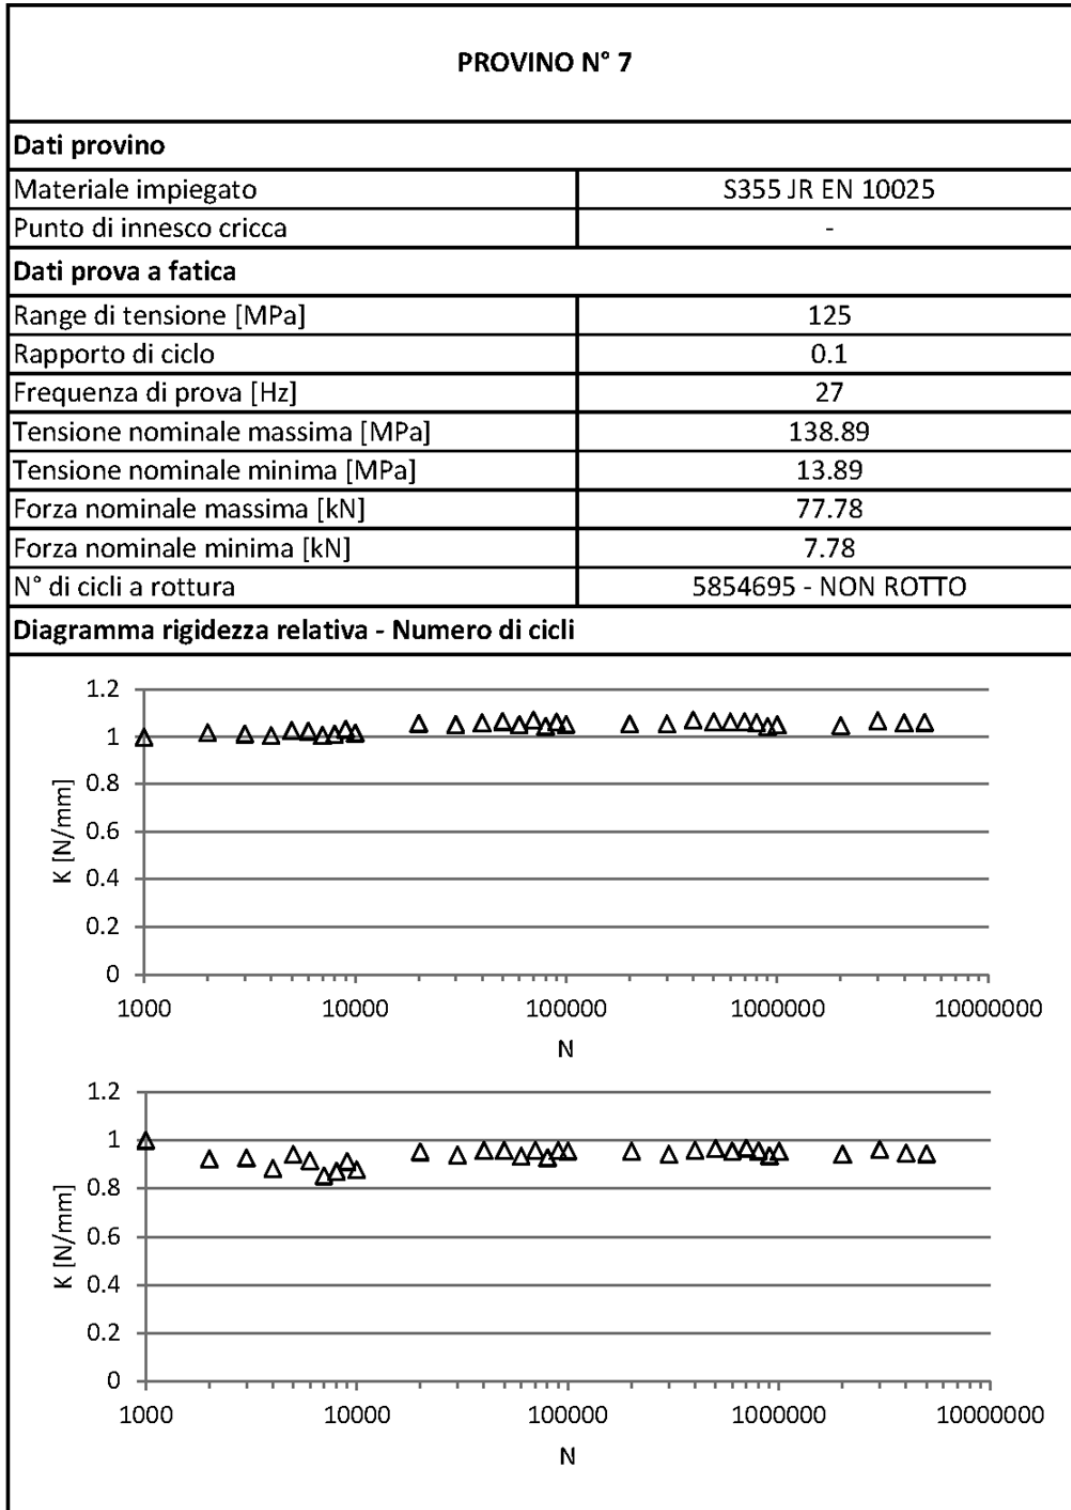 PROVINO N° 7
Dati provino
Materiale impiegato S355 JR EN 10025
Punto di innesco cricca -
Dati prova a fatica
Range di tensione [MPa] 125
Rapporto di ciclo 0.1
Frequenza di prova [Hz] 27
Tensione nominale massima [MPa] 138.89
Tensione nominale minima [MPa] 13.89
Forza nominale massima [kN] 77.78
Forza nominale minima [kN] 7.78
N° di cicli a rottura 5854695 - NON ROTTO
Diagramma rigidezza relativa - Numero di cicli
1.2
1
0.8
0.6
0.4
0.2
0
K [N/mm]
1000 10000 100000 1000000 10000000
N
1.2
1
0.8
0.6
0.4
0.2
0
K [N/mm]
1000 10000 100000 1000000 10000000
N